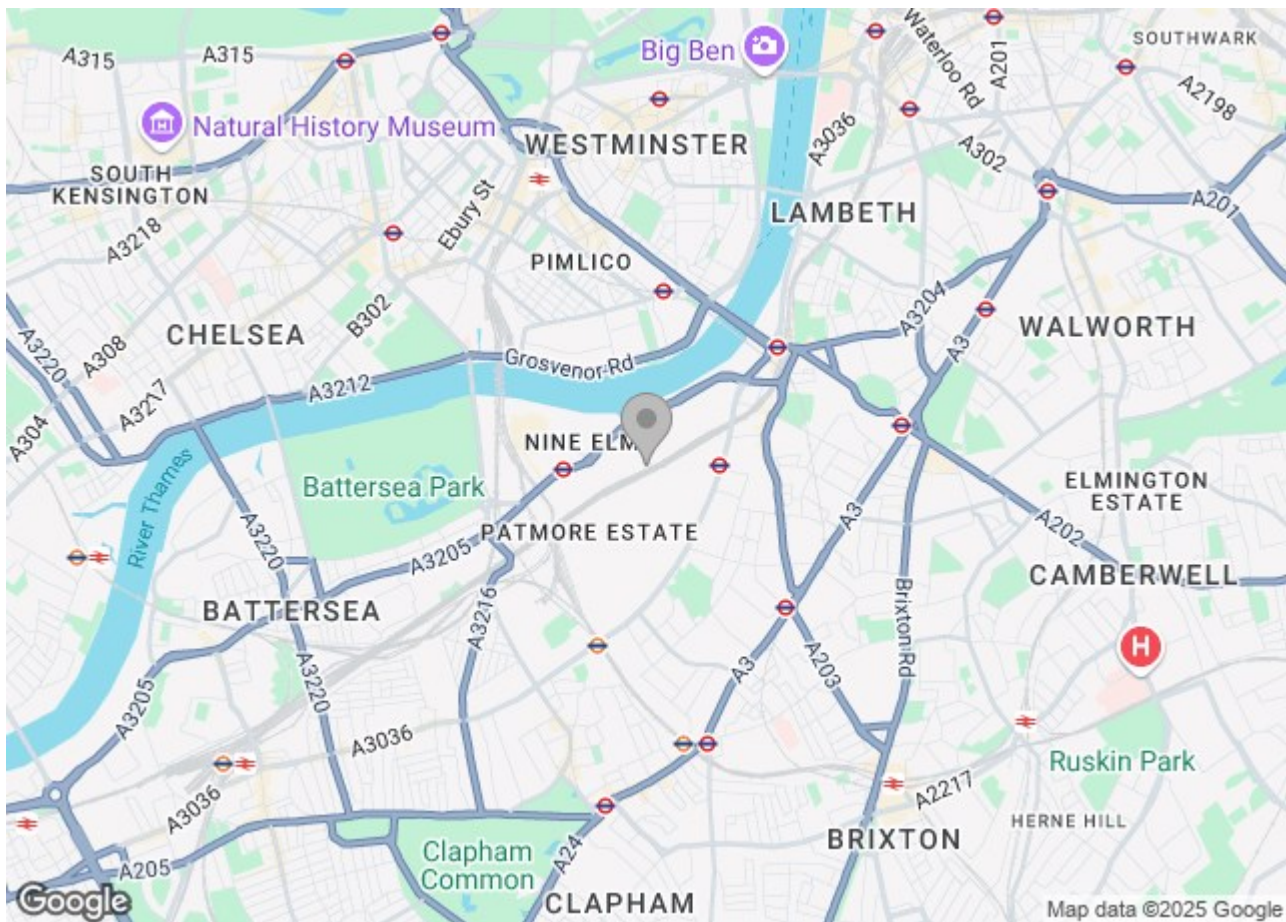 A315
A315
Big Ben
Waterloo Rd
A201
SOUTHWARK
A2198
Natural History Museum
WESTMINSTER
A3036
A302
SOUTH
KENSINGTON
Ebury St
LAMBETH
A201
A3218
PIMLICO
B302
A3204
CHELSEA
A3220
A308
WALWORTH
A3
Grosvenor Rd
A3212
A3217
A304
NINE ELM
River Thames
Battersea Park
ELMINGTON
ESTATE
A3220
PATMORE ESTATE
A3
A202
A3205
CAMBERWELL
BATTERSEA
A3216
Brixton Rd
A3
A203
A3220
A3205
A3036
Ruskin Park
A3036
A2217
HERNE HILL
BRIXTON
A205
A24
Clapham
Common
CLAPHAM
H
Google
Map data ©2025 Google